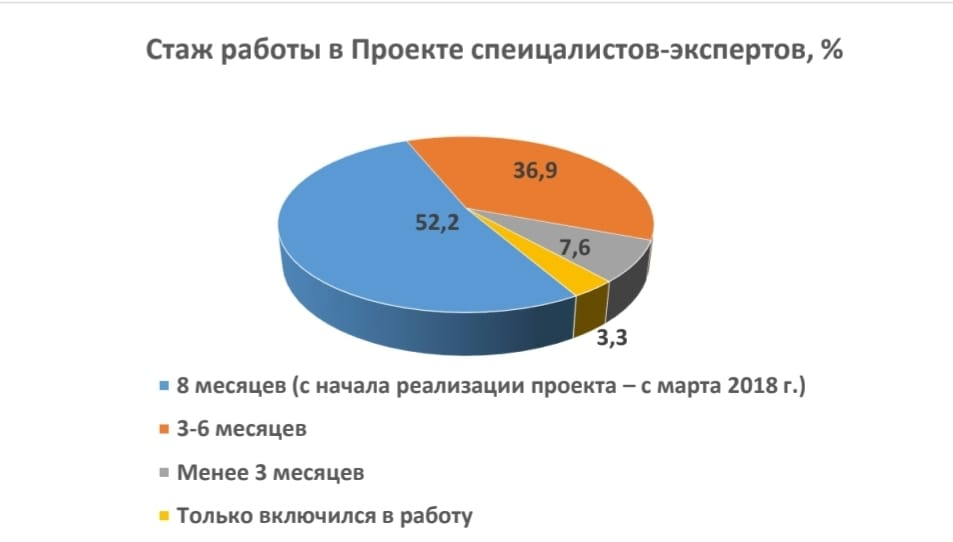 Стаж работы в Проекте спеицалистов-экспертов, %
36,9
52,2
7,6
3,3
8 месяцев (с начала реализации проекта – с марта 2018 г.)
3-6 месяцев
Менее 3 месяцев
Только включился в работу